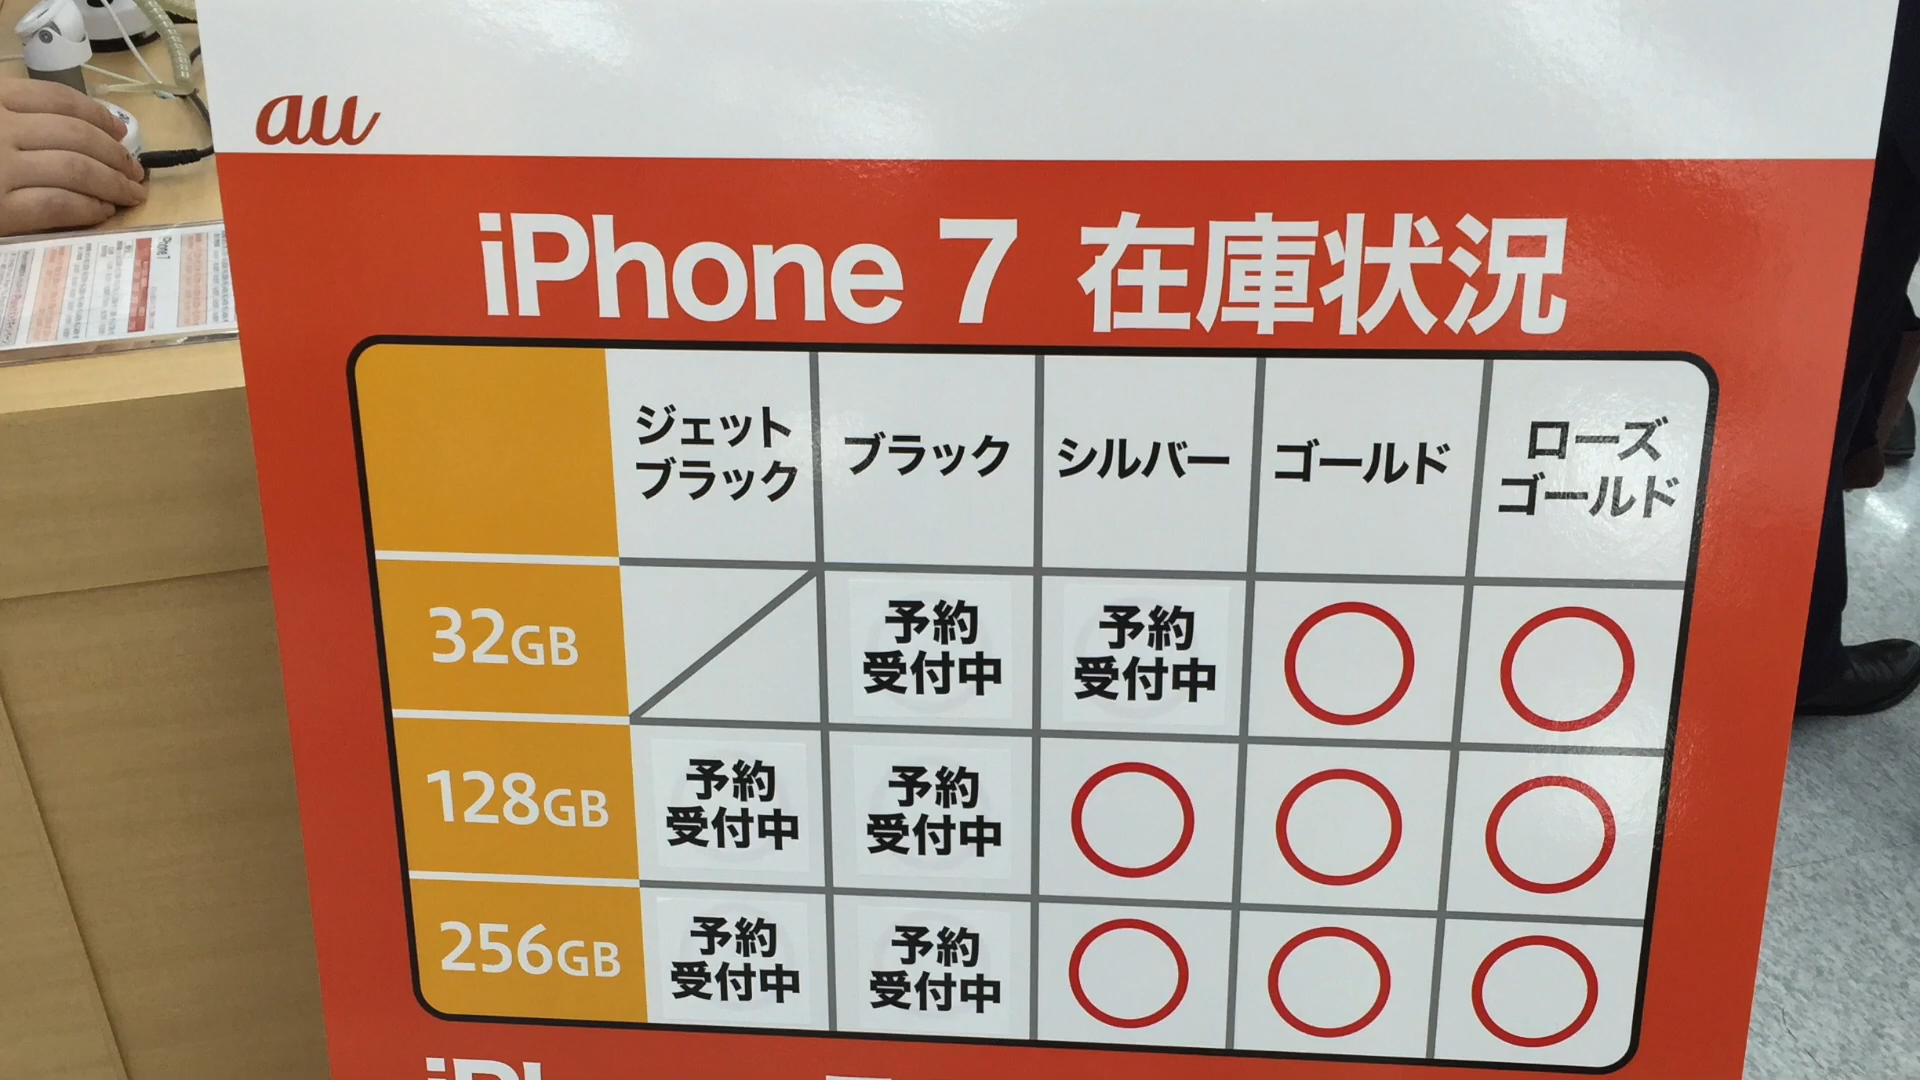 au
iPhone 7 在庫状況
ジェット
ブラック
ブラック
シルバー
ゴールド
ローズ
ゴールド
32GB
予約
受付中
予約
受付中
128GB
予約
受付中
予約
受付中
256GB
予約
受付中
予約
受付中